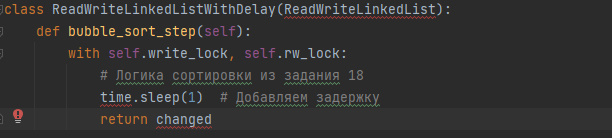 class ReadWriteLinkedListWithDelay(ReadWriteLinkedList):
    def bubble_sort_step(self):
        with self.write_lock, self.rw_lock:
            # Логика сортировки из задания 18
            time.sleep(1)  # Добавляем задержку
            return changed